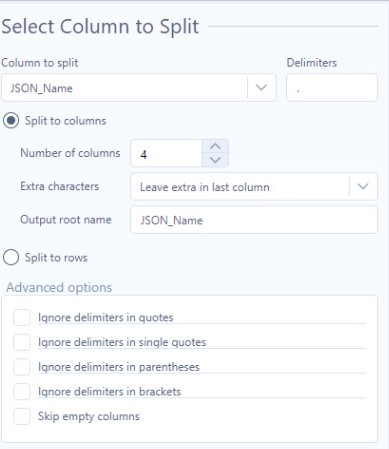 Select Column to Split
Column to split
Delimiters
JSON_Name
.
Split to columns
Number of columns
4
Extra characters
Leave extra in last column
Output root name
JSON_Name
Split to rows
Advanced options
Ignore delimiters in quotes
Ignore delimiters in single quotes
Ignore delimiters in parentheses
Ignore delimiters in brackets
Skip empty columns